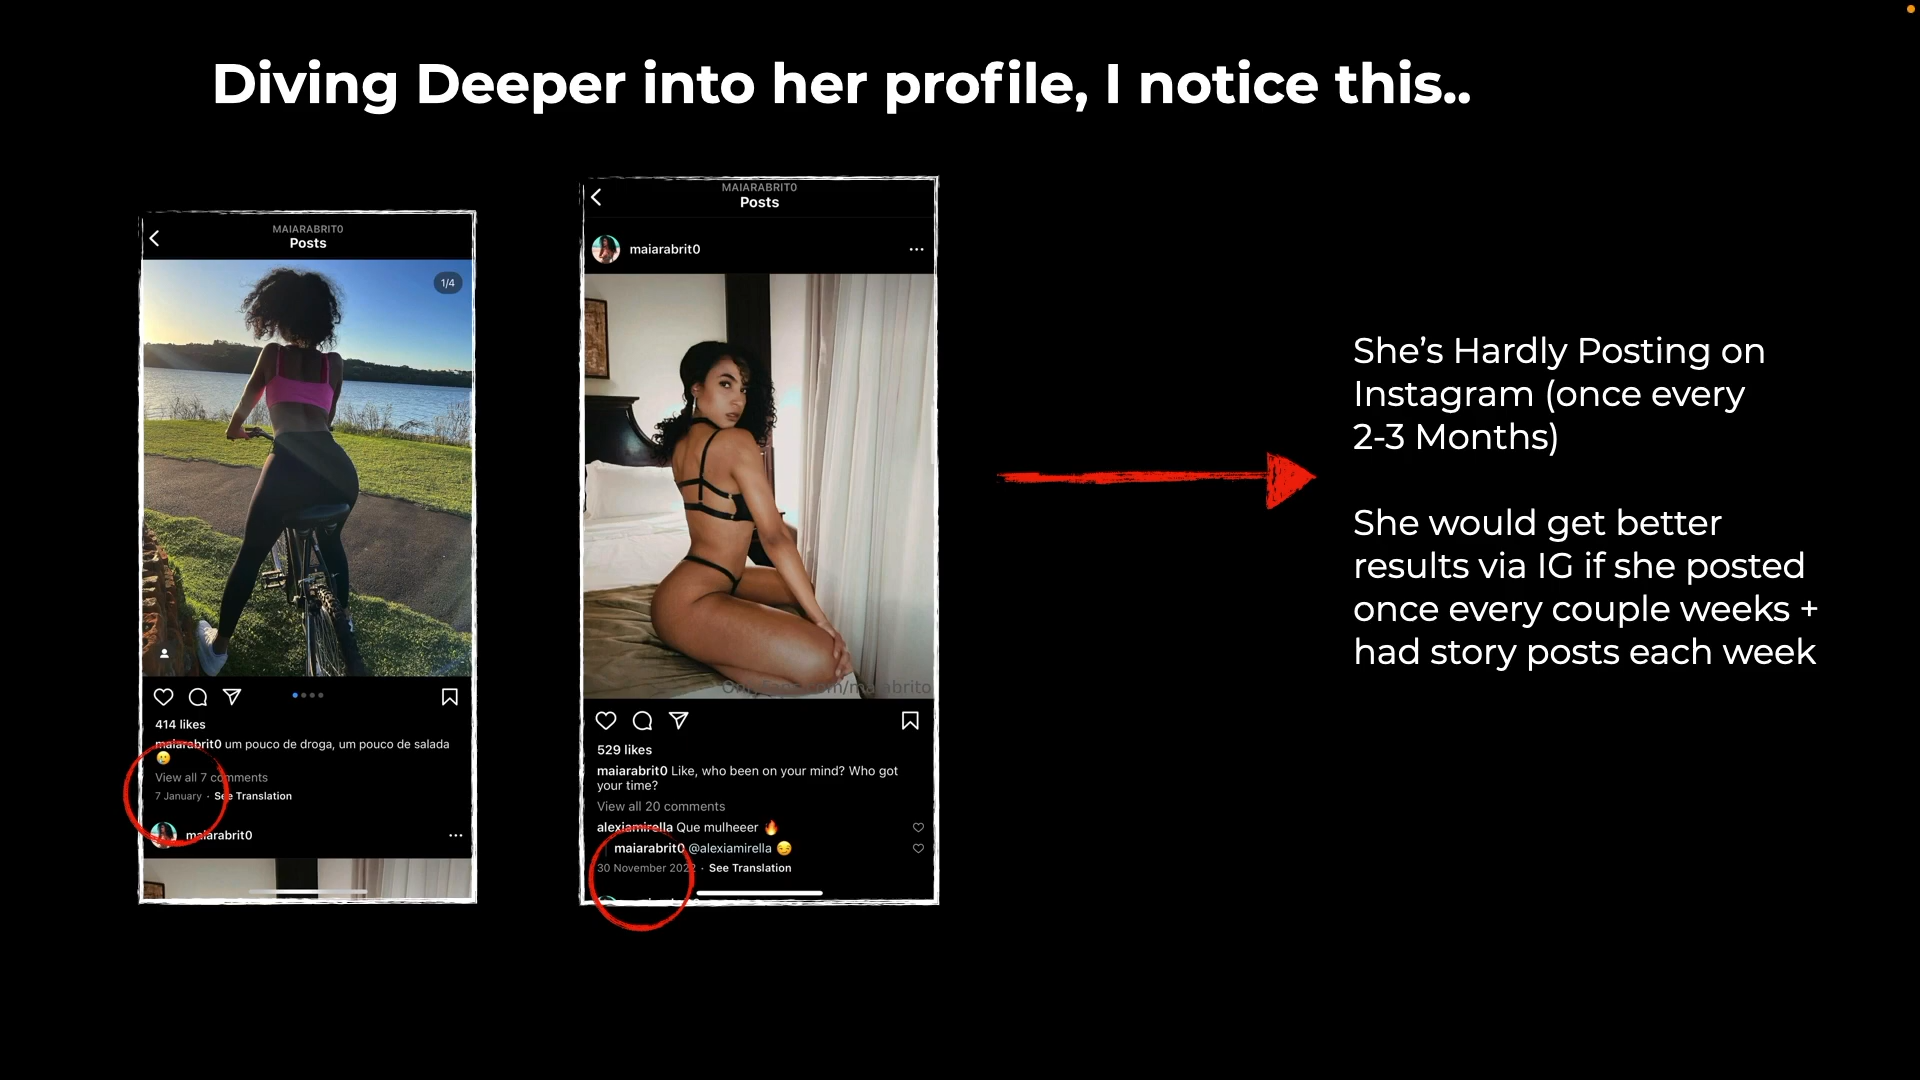 Diving Deeper into her profile, I notice this..
MAIARABRIT0
Posts
1/4
414 likes
maiarabrit0 um pouco de droga, um pouco de salada
🥲
View all 7 comments
7 January · See Translation
maiarabrit0
MAIARABRIT0
Posts
maiarabrit0
529 likes
maiarabrit0 Like, who been on your mind? Who got
your time?
View all 20 comments
alexiamirella Que mulheeer 🔥
maiarabrit0 @alexiamirella 😏
30 November 2022 · See Translation
She’s Hardly Posting on
Instagram (once every
2-3 Months)
She would get better
results via IG if she posted
once every couple weeks +
had story posts each week